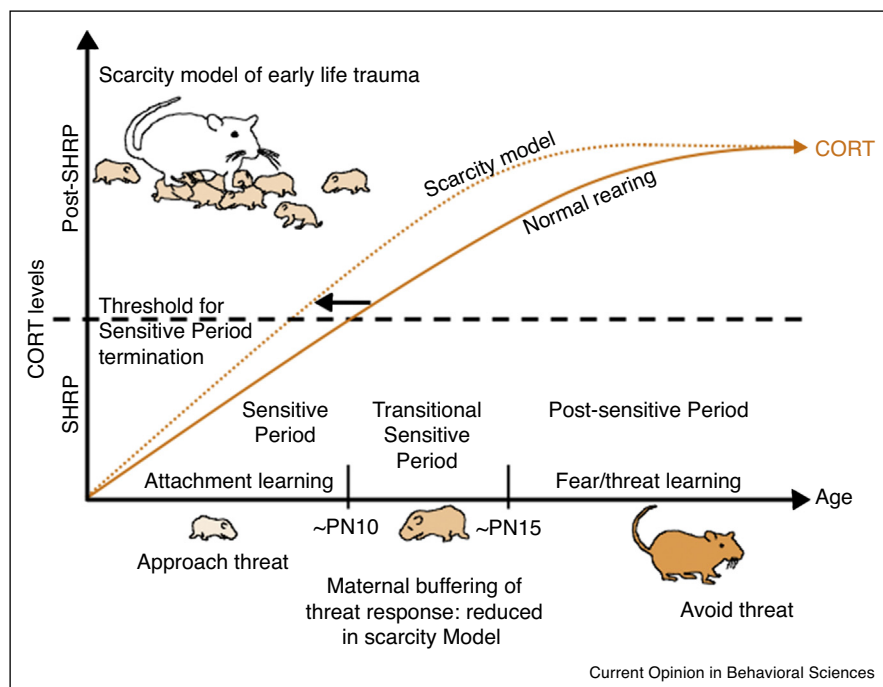 Scarcity model of early life trauma
Post-SHRP
CORT levels
SHRP
Scarcity model
Normal rearing
CORT
Threshold for
Sensitive Period
termination
Sensitive
Period
Transitional
Sensitive
Period
Post-sensitive Period
Attachment learning
Fear/threat learning
Age
~PN10
~PN15
Approach threat
Maternal buffering of
threat response: reduced
in scarcity Model
Avoid threat
Current Opinion in Behavioral Sciences